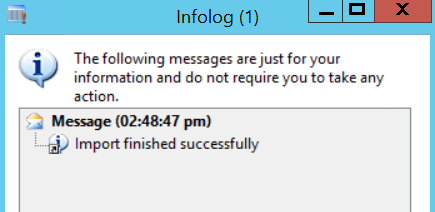 Infolog (1)
The following messages are just for your
information and do not require you to take any
action.
Message (02:48:47 pm)
Import finished successfully